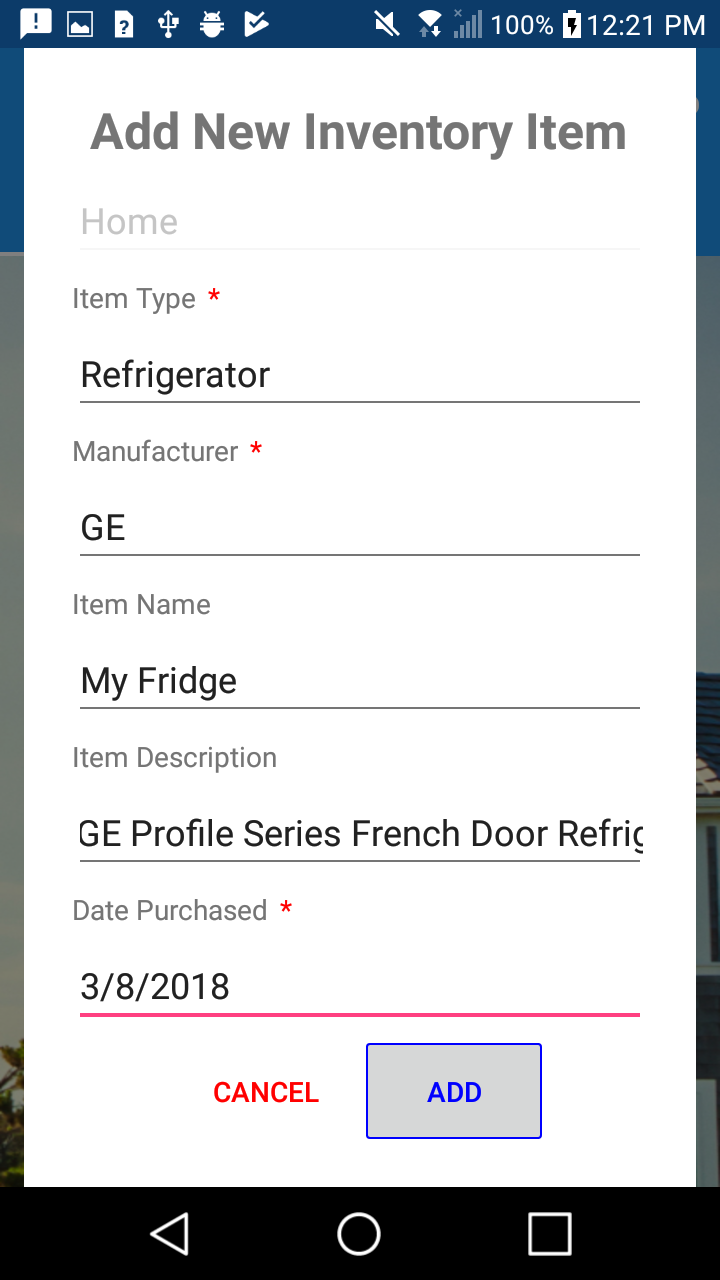 100% 12:21 PM
Add New Inventory Item
Home
Item Type *
Refrigerator
Manufacturer *
GE
Item Name
My Fridge
Item Description
GE Profile Series French Door Refrig
Date Purchased *
3/8/2018
CANCEL ADD